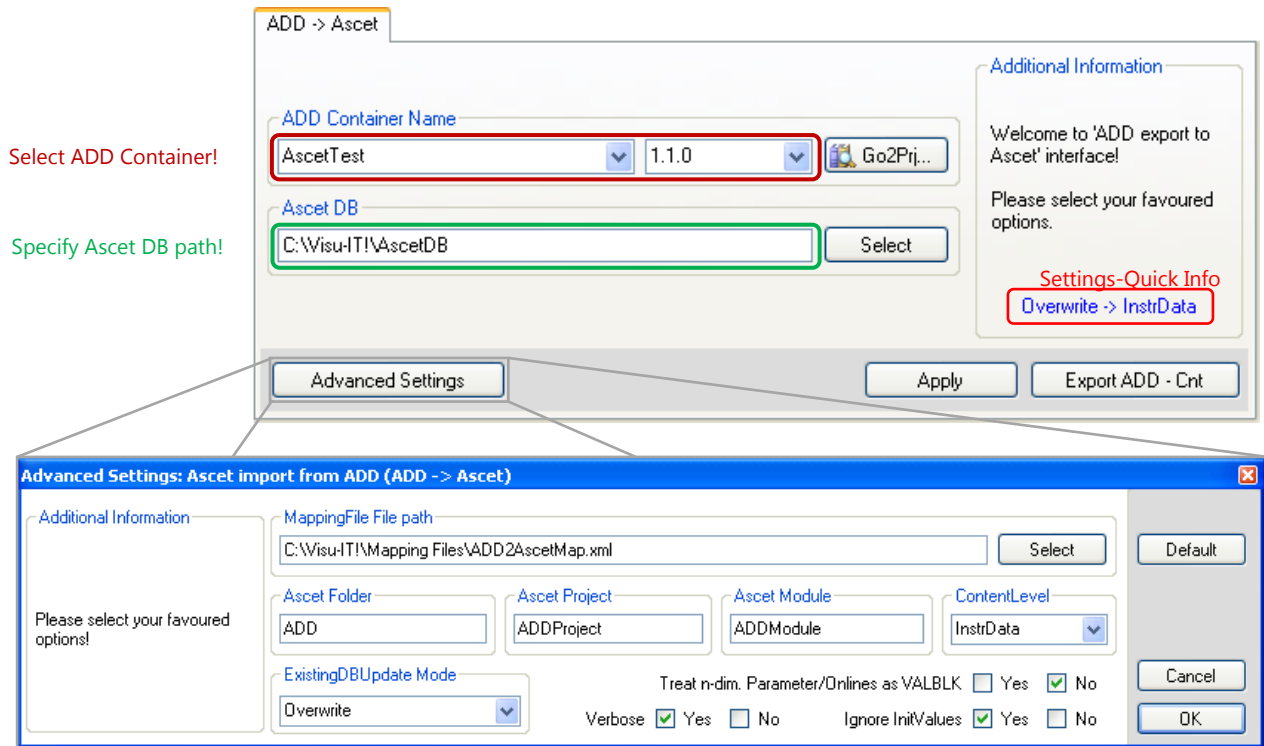 ADD -> Ascet
Additional Information
ADD Container Name
Select ADD Container!
AscetTest
1.1.0
Go2Prj...
Welcome to 'ADD export to
Ascet' interface!
Please select your favoured
options.
Ascet DB
Specify Ascet DB path!
C:\Visu-IT!\AscetDB
Select
Settings-Quick Info
Overwrite -> InstrData
Advanced Settings
Apply
Export ADD - Cnt
Advanced Settings: Ascet import from ADD (ADD -> Ascet)
Additional Information
Please select your favoured
options!
MappingFile File path
C:\Visu-IT!\Mapping Files\ADD2AscetMap.xml
Select
Default
Ascet Folder
Ascet Project
Ascet Module
ContentLevel
ADD
ADDProject
ADDModule
InstrData
ExistingDBUpdate Mode
Overwrite
Treat n-dim. Parameter/Onlines as VALBLK Yes No
Verbose Yes No
Ignore InitValues Yes No
Cancel
OK